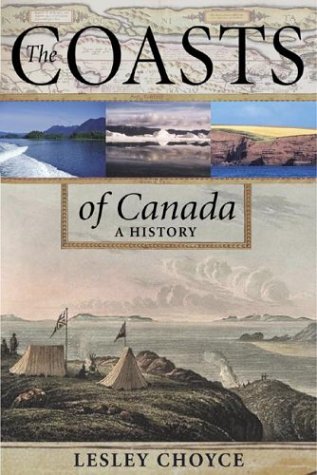 The COASTS
of Canada
A HISTORY
LESLEY CHOYCE